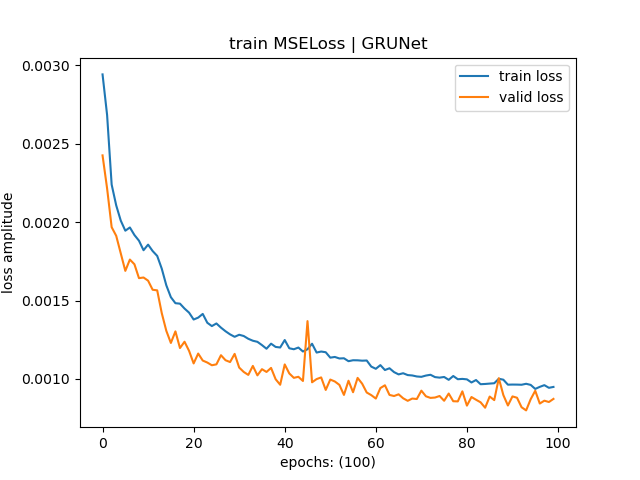 train MSELoss | GRUNet
train loss
valid loss
loss amplitude
0.0030
0.0025
0.0020
0.0015
0.0010
0 20 40 60 80 100
epochs: (100)